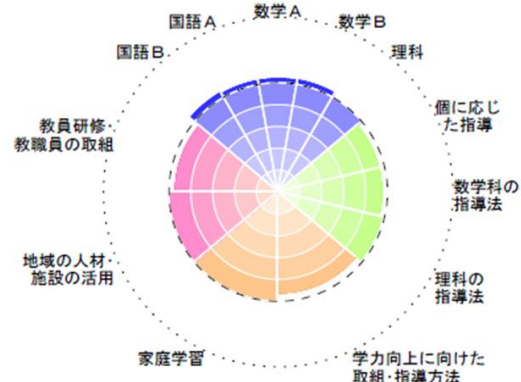 数学A
国語A
数学B
国語B
理科
個に応じ
た指導
教員研修・
教職員の取組
数学科の
指導法
地域の人材・
施設の活用
理科の
指導法
家庭学習
学力向上に向けた
取組・指導方法